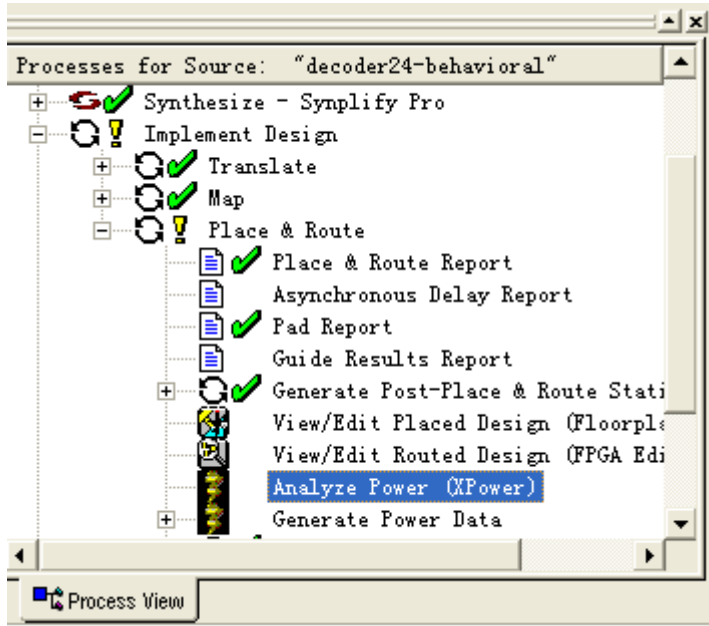 Processes for Source: "decoder24-behavioral"
Synthesize - Synplify Pro
Implement Design
Translate
Map
Place & Route
Place & Route Report
Asynchronous Delay Report
Pad Report
Guide Results Report
Generate Post-Place & Route Stati
View/Edit Placed Design (Floorpla
View/Edit Routed Design (FPGA Edi
Analyze Power (XPower)
Generate Power Data
Process View